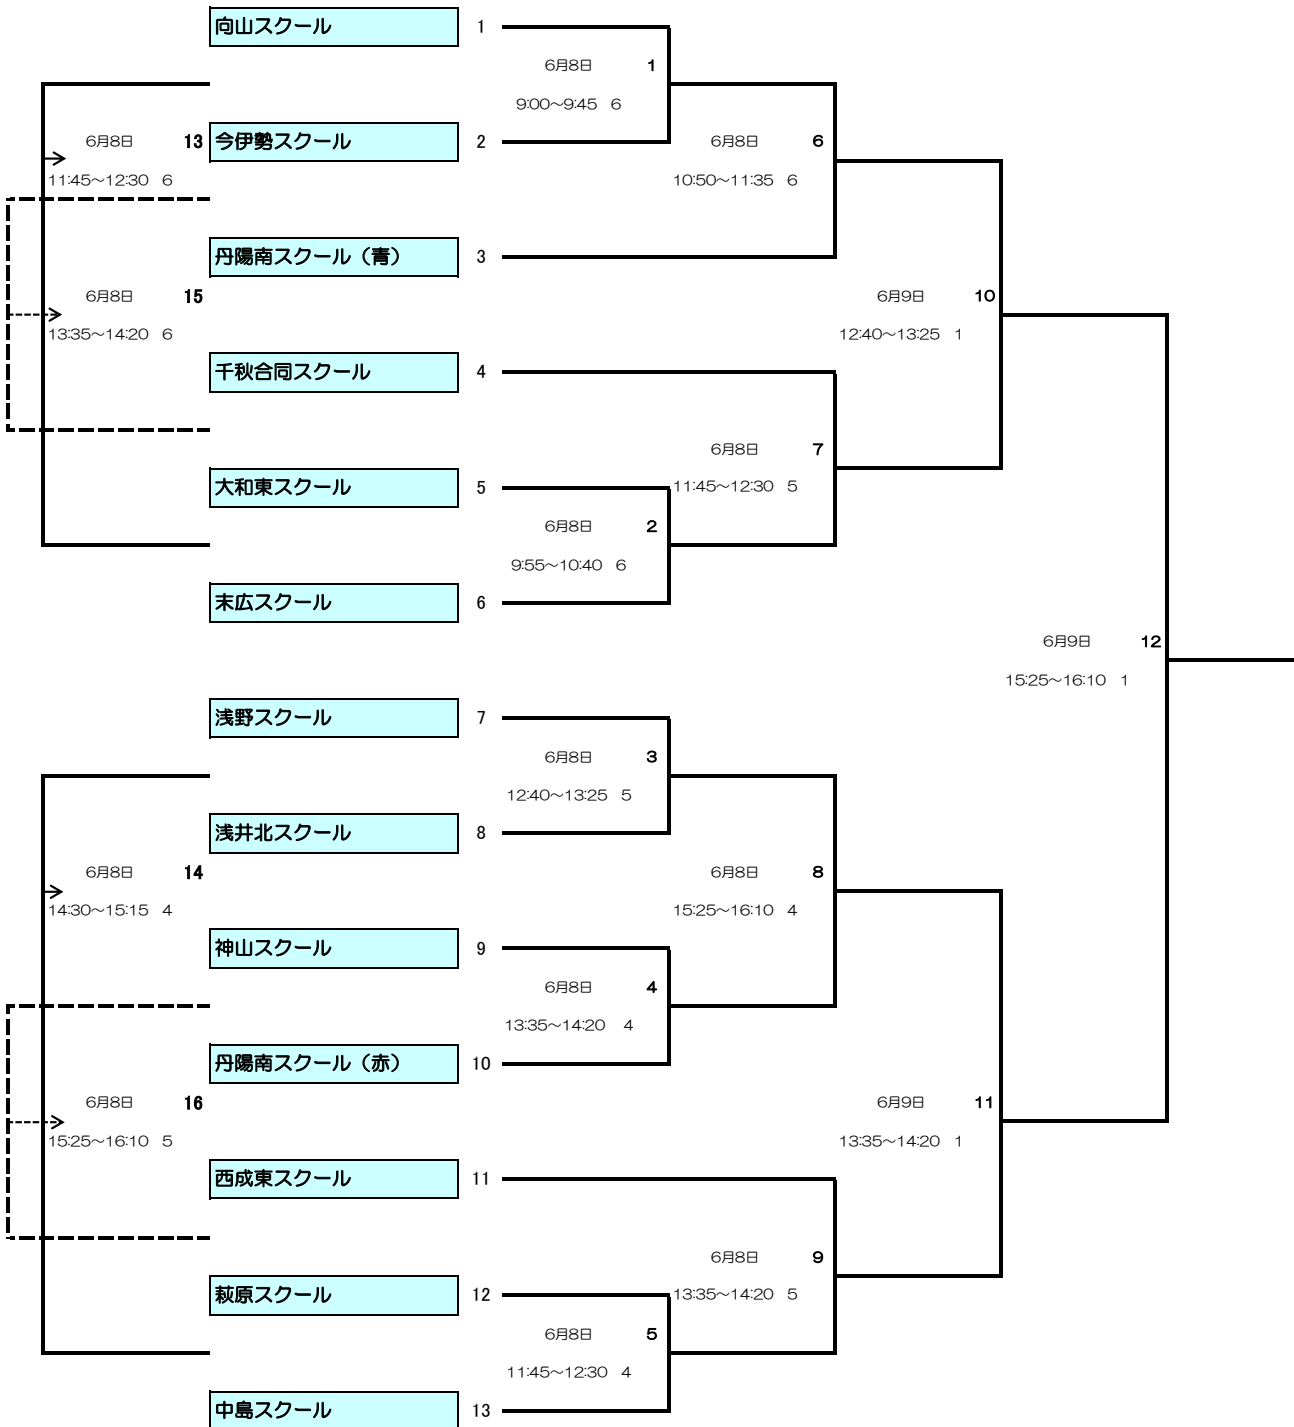 向山スクール 1
6月8日 1
9:00～9:45 6
6月8日 13 今伊勢スクール 2 6月8日 6
11:45～12:30 6 10:50～11:35 6
丹陽南スクール（青） 3
6月8日 15 6月9日 10
13:35～14:20 6 12:40～13:25 1
千秋合同スクール 4
6月8日 7
大和東スクール 5 11:45～12:30 5
6月8日 2
9:55～10:40 6
末広スクール 6
6月9日 12
15:25～16:10 1
浅野スクール 7
6月8日 3
12:40～13:25 5
浅井北スクール 8
6月8日 14 6月8日 8
14:30～15:15 4 15:25～16:10 4
神山スクール 9
6月8日 4
13:35～14:20 4
丹陽南スクール（赤） 10
6月8日 16 6月9日 11
15:25～16:10 5 13:35～14:20 1
西成東スクール 11
6月8日 9
萩原スクール 12 13:35～14:20 5
6月8日 5
11:45～12:30 4
中島スクール 13